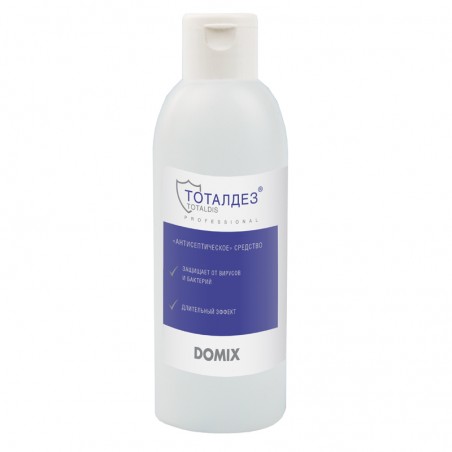 ТОТАЛДЕЗ®
TOTALDIS
PROFESSIONAL
«АНТИСЕПТИЧЕСКОЕ» СРЕДСТВО
ЗАЩИЩАЕТ ОТ ВИРУСОВ
И БАКТЕРИЙ
ДЛИТЕЛЬНЫЙ ЭФФЕКТ
DOMIX